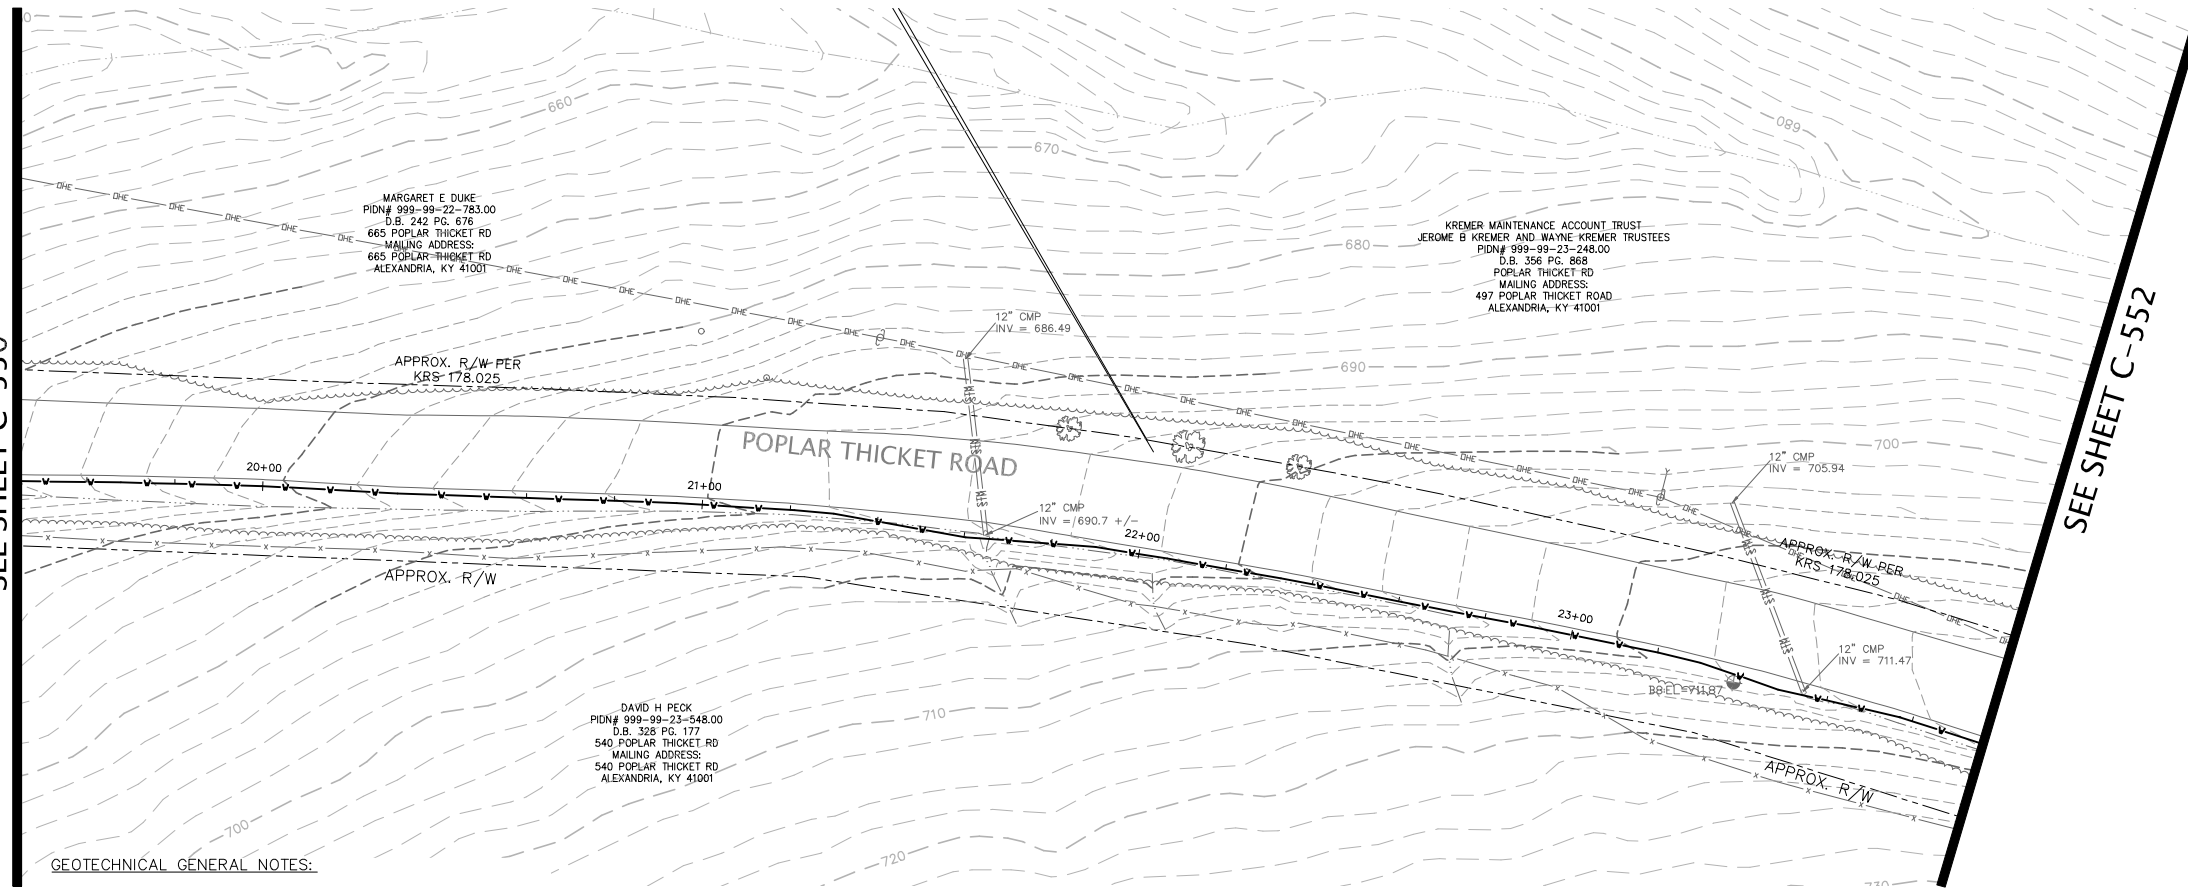 660
670
680
MARGARET E DUKE
PIDN# 999-99-22-783.00
D.B. 242 PG. 676
665 POPLAR THICKET RD
MAILING ADDRESS:
665 POPLAR THICKET RD
ALEXANDRIA, KY 41001
680
KREMER MAINTENANCE ACCOUNT TRUST
JEROME B KREMER AND WAYNE KREMER TRUSTEES
PIDN# 999-99-23-248.00
D.B. 356 PG. 868
POPLAR THICKET RD
MAILING ADDRESS:
497 POPLAR THICKET ROAD
ALEXANDRIA, KY 41001
SEE SHEET C-552
OHE
12" CMP
INV = 686.49
APPROX. R/W PER
KRS 178.025
690
POPLAR THICKET ROAD
700
12" CMP
INV = 705.94
20+00
21+00
STM
12" CMP
INV = 690.7 +/-
22+00
APPROX. R/W PER
KRS 178.025
APPROX. R/W
23+00
12" CMP
INV = 711.47
DAVID H PECK
PIDN# 999-99-23-548.00
D.B. 328 PG. 177
540 POPLAR THICKET RD
MAILING ADDRESS:
540 POPLAR THICKET RD
ALEXANDRIA, KY 41001
710
APPROX. R/W
700
720
GEOTECHNICAL GENERAL NOTES: